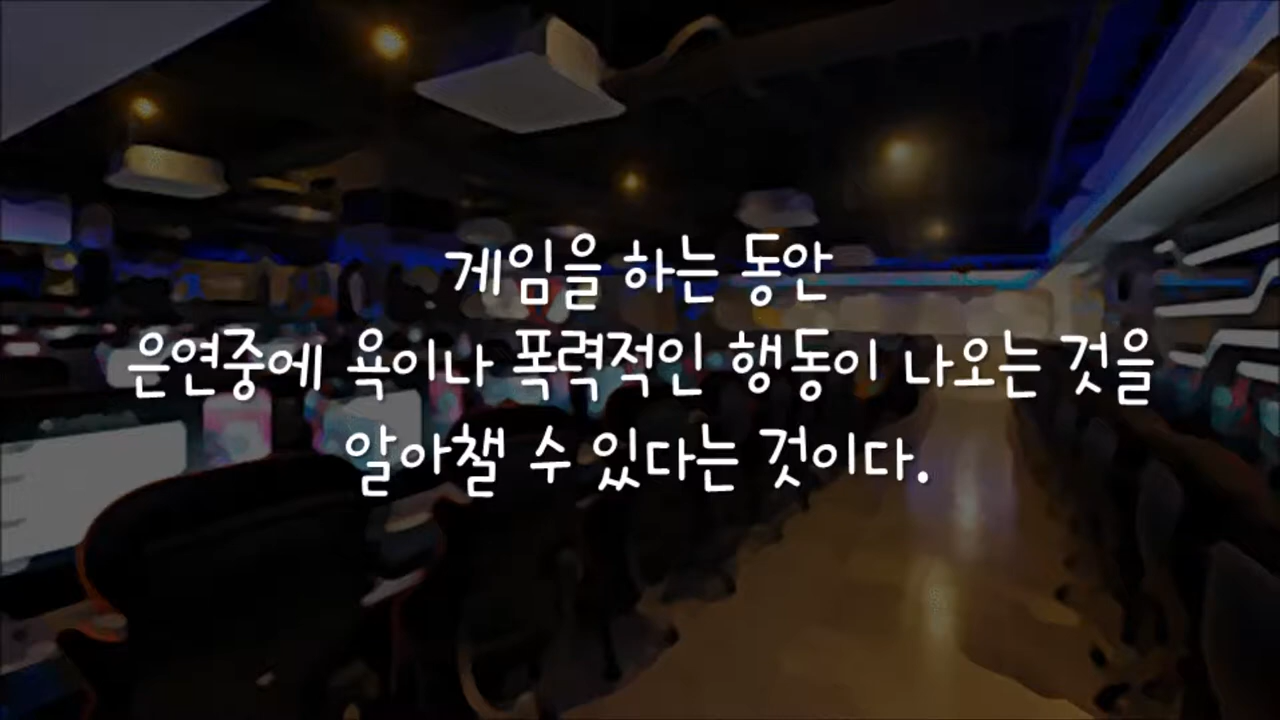 게임을 하는 동안
은연중에 욕이나 폭력적인 행동이 나오는 것을
알아챌 수 있다는 것이다.